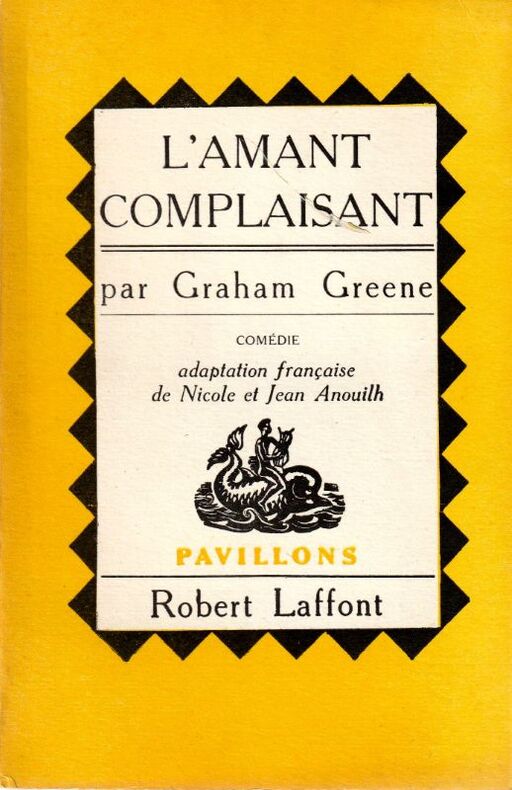 L'AMANT
COMPLAISANT
par Graham Greene
COMÉDIE
adaptation française
de Nicole et Jean Anouilh
PAVILLONS
Robert Laffont